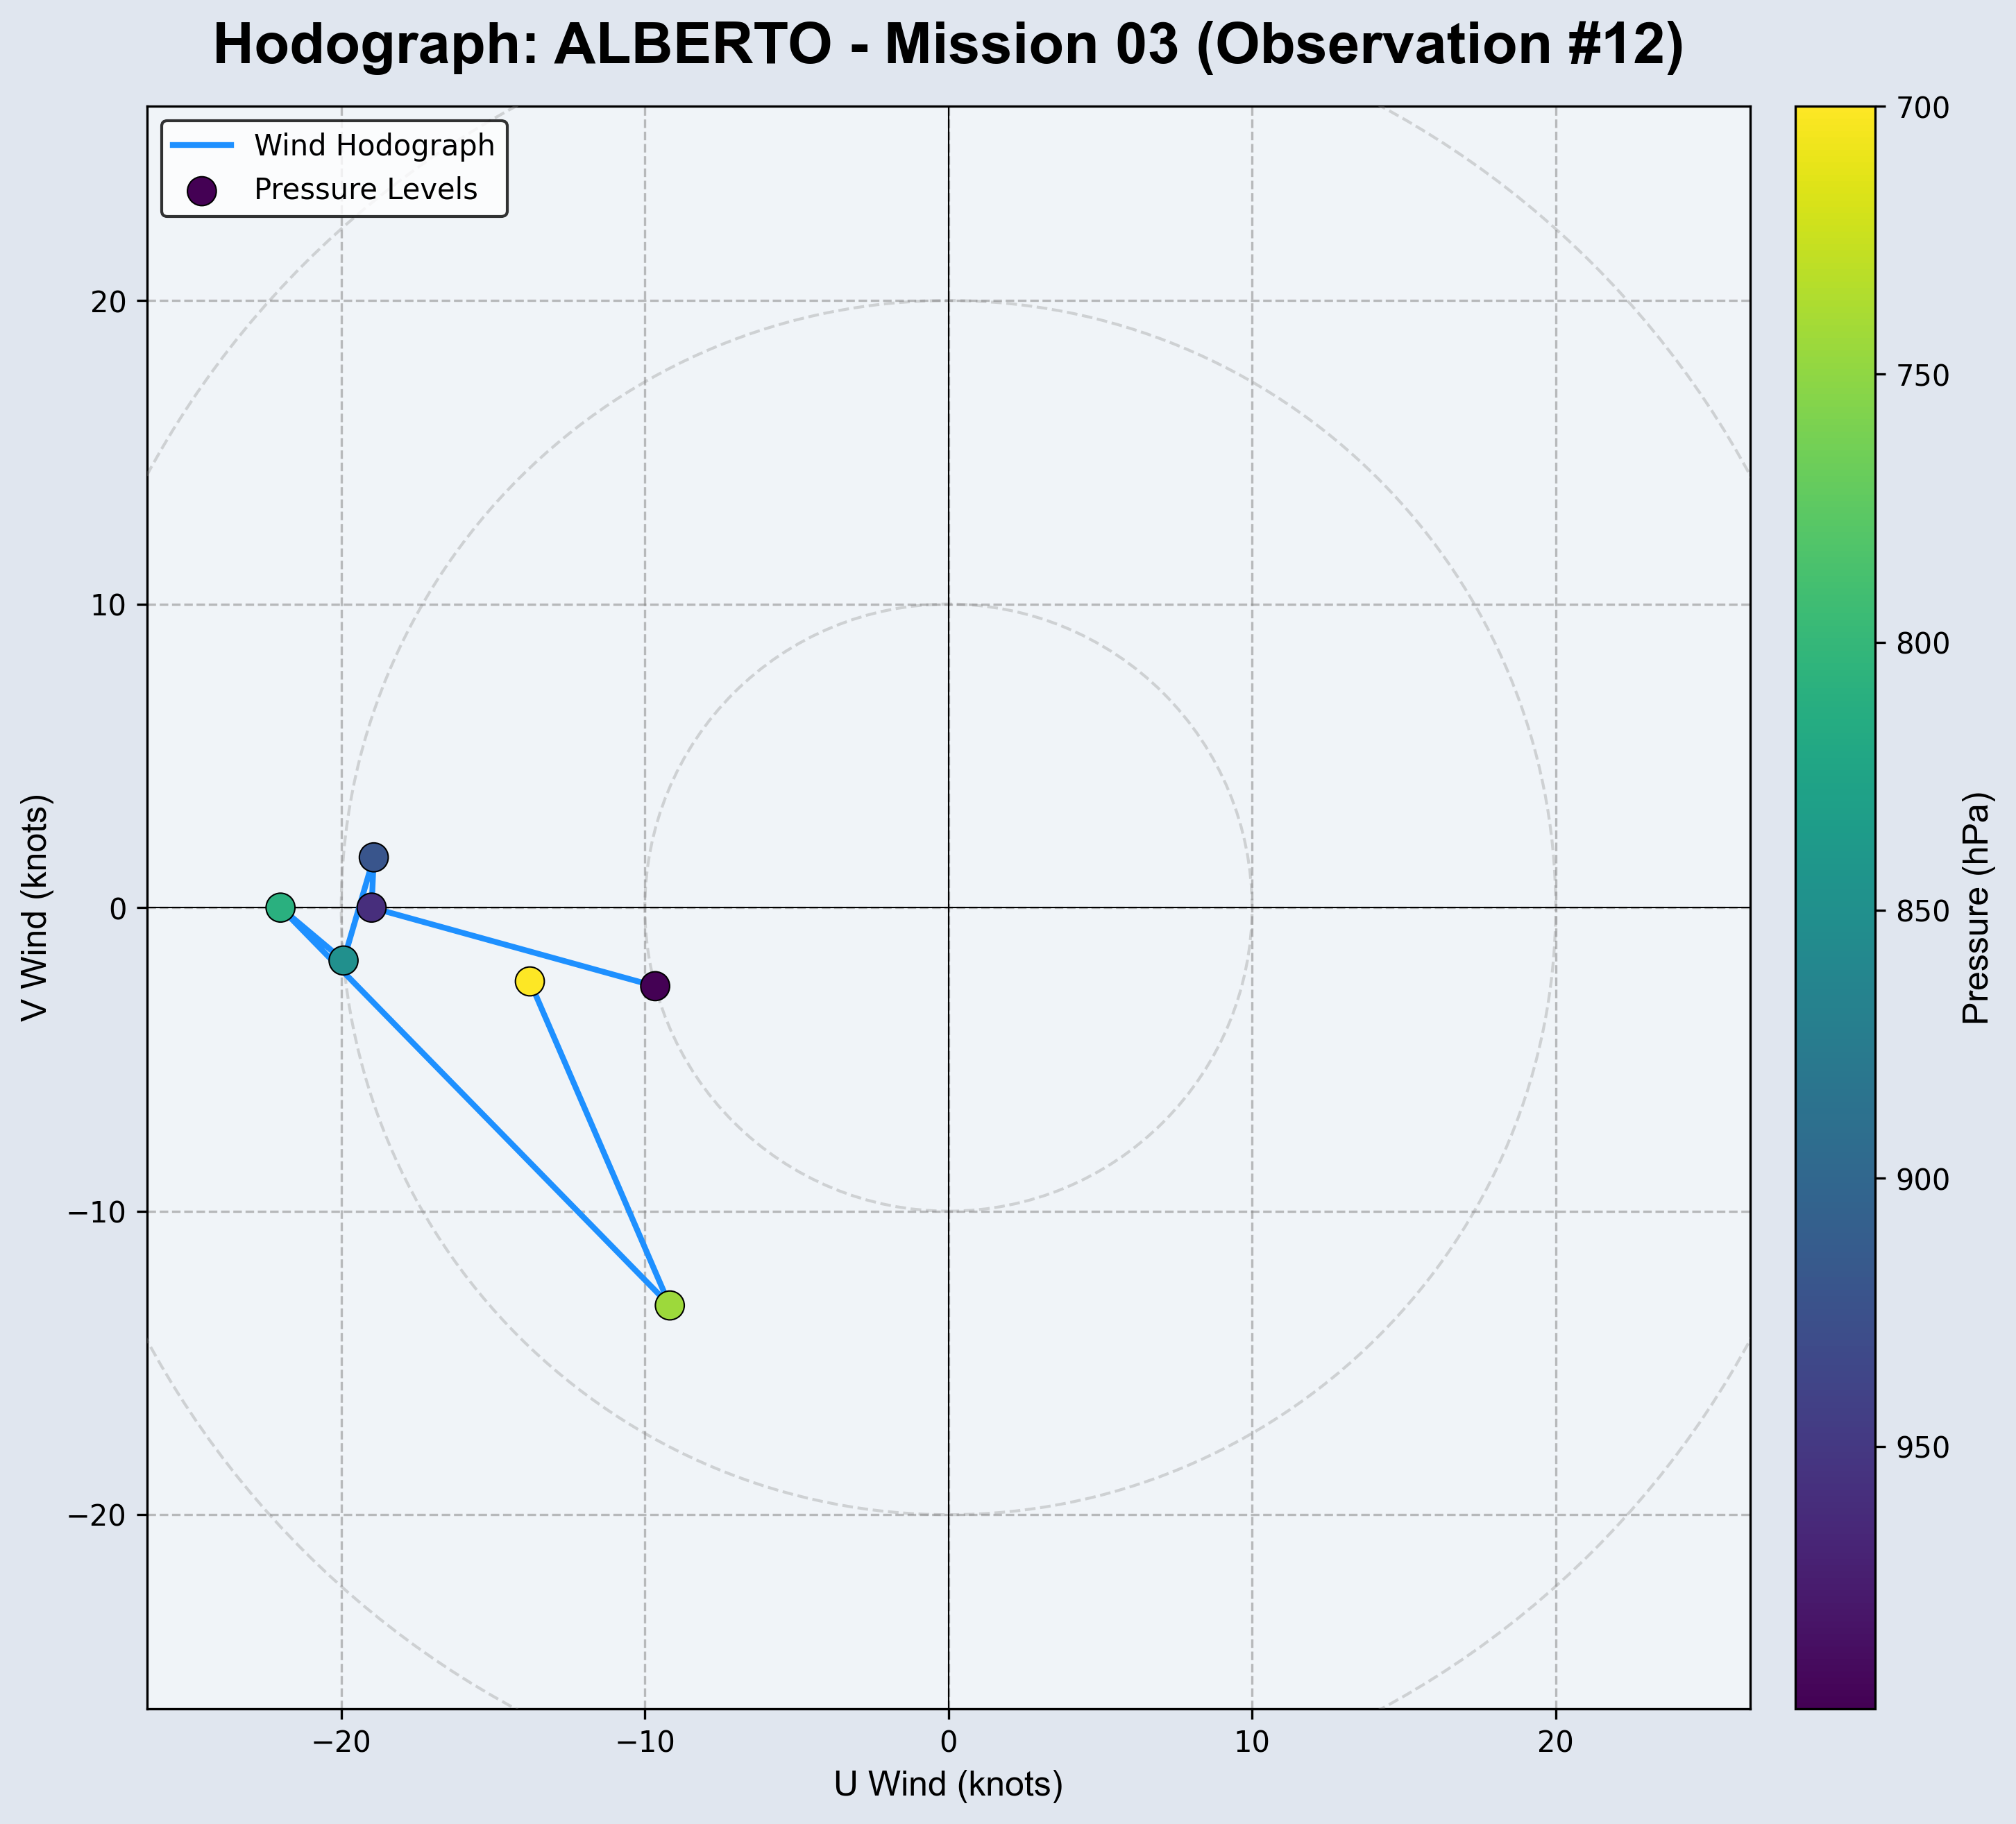 Hodograph: ALBERTO - Mission 03 (Observation #12)
Wind Hodograph
Pressure Levels
20
10
0
−10
−20
V Wind (knots)
−20
−10
0
10
20
U Wind (knots)
700
750
800
850
900
950
Pressure (hPa)